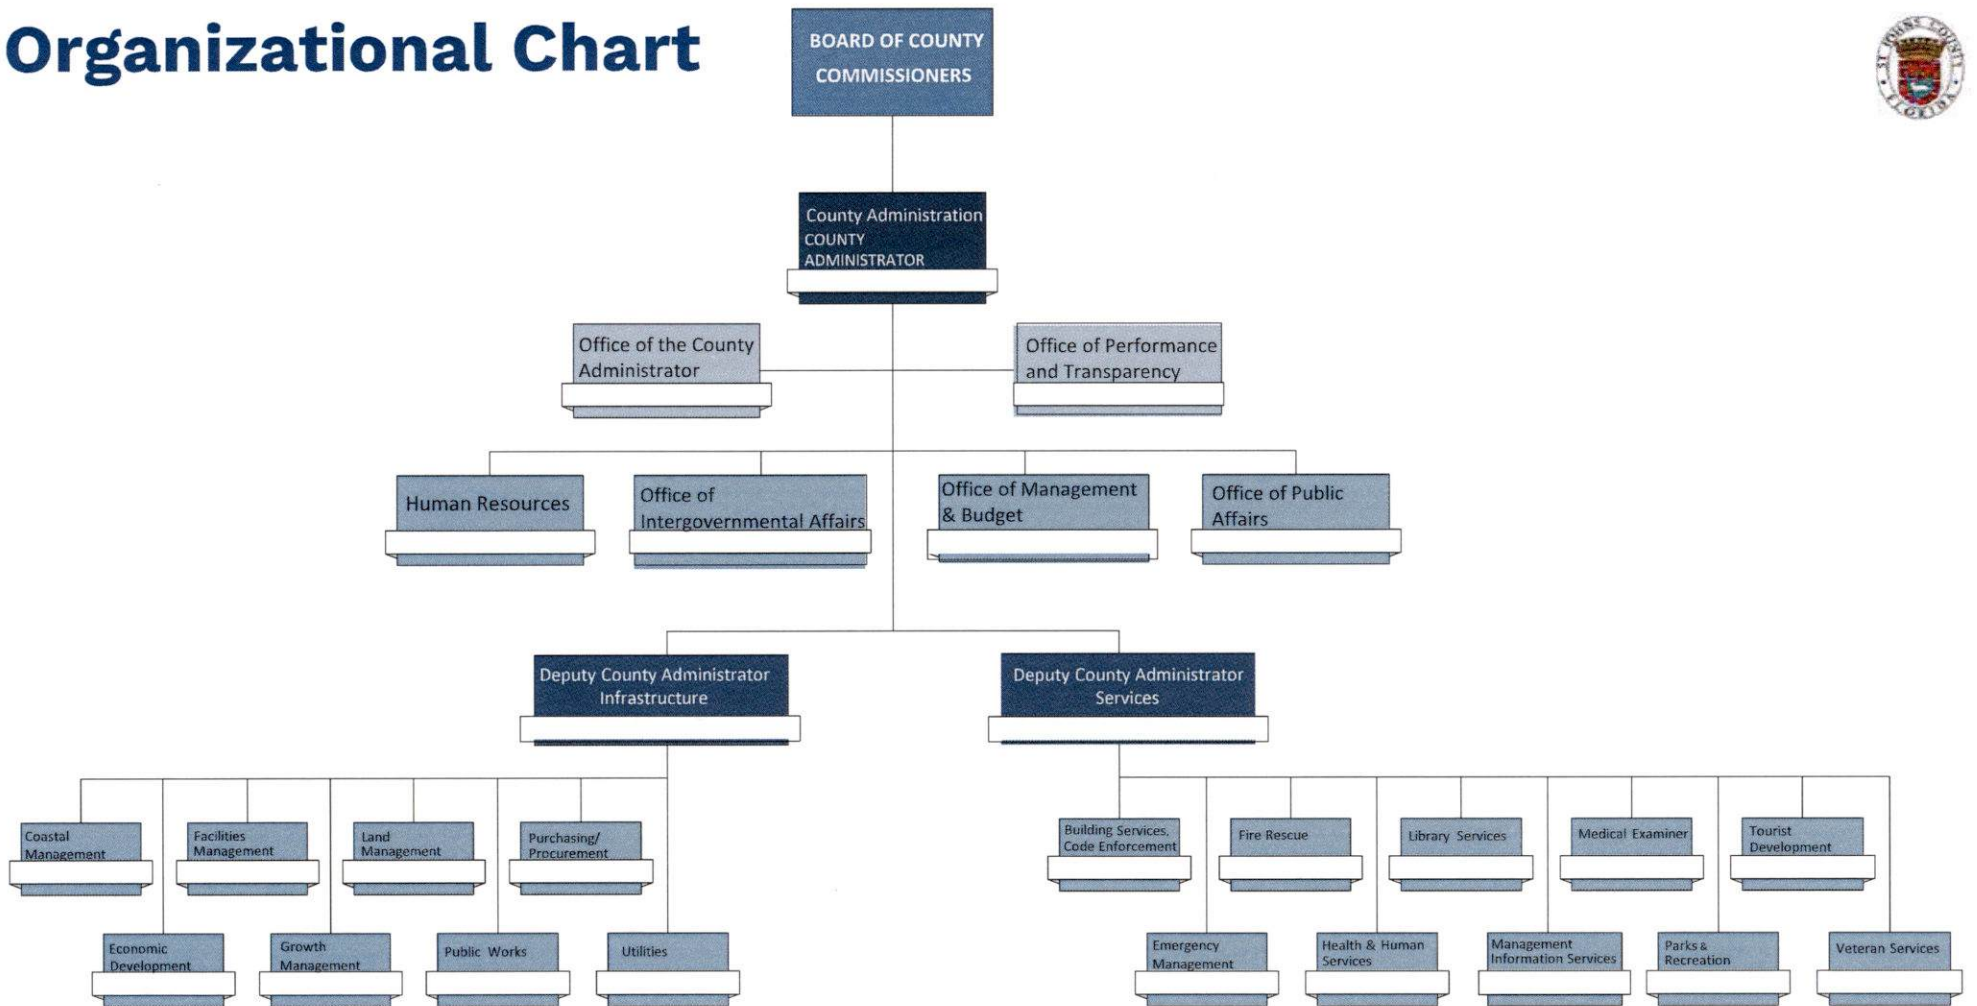 Organizational Chart
BOARD OF COUNTY
COMMISSIONERS
ST JOHNS COUNTY
FLORIDA
County Administration
COUNTY
ADMINISTRATOR
Office of the County
Administrator
Office of Performance
and Transparency
Human Resources
Office of
Intergovernmental Affairs
Office of Management
& Budget
Office of Public
Affairs
Deputy County Administrator
Infrastructure
Deputy County Administrator
Services
Coastal
Management
Facilities
Management
Land
Management
Purchasing/
Procurement
Building Services,
Code Enforcement
Fire Rescue
Library Services
Medical Examiner
Tourist
Development
Economic
Development
Growth
Management
Public Works
Utilities
Emergency
Management
Health & Human
Services
Management
Information Services
Parks &
Recreation
Veteran Services